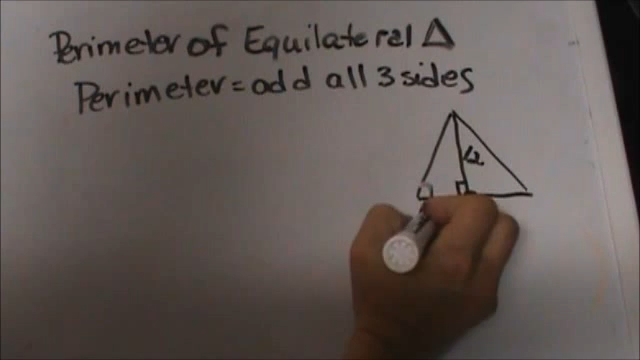 Perimeter of Equilateral Δ
Perimeter = add all 3 sides